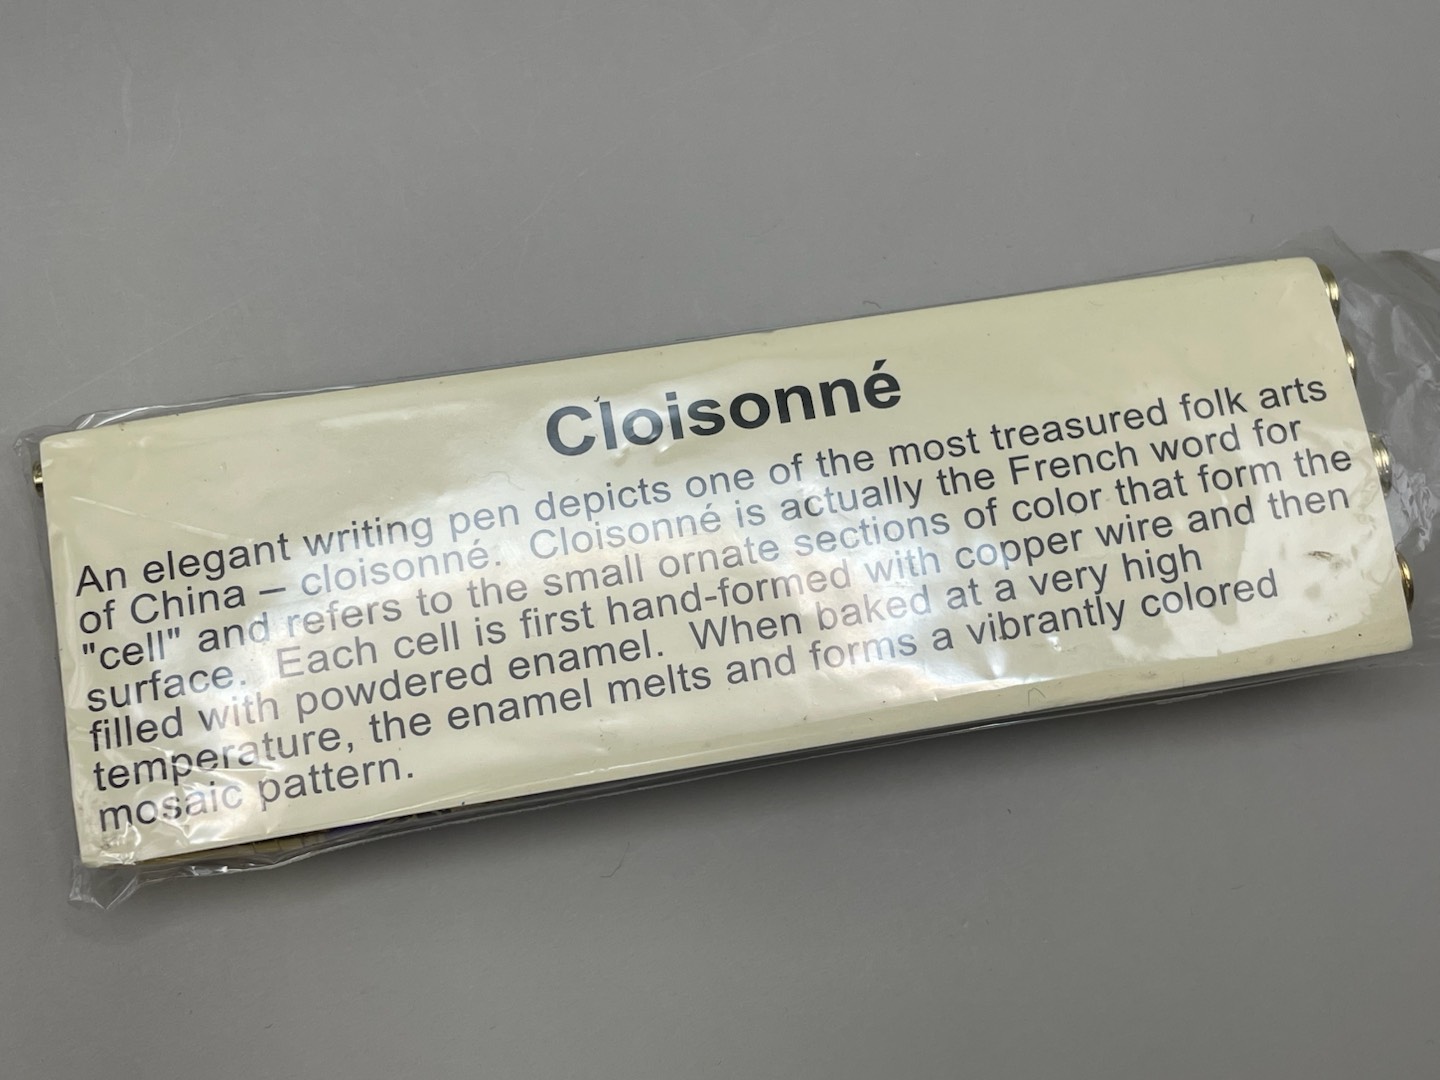 Cloisonné
An elegant writing pen depicts one of the most treasured folk arts
of China – cloisonné. Cloisonné is actually the French word for
"cell" and refers to the small ornate sections of color that form the
surface. Each cell is first hand-formed with copper wire and then
filled with powdered enamel. When baked at a very high
temperature, the enamel melts and forms a vibrantly colored
mosaic pattern.